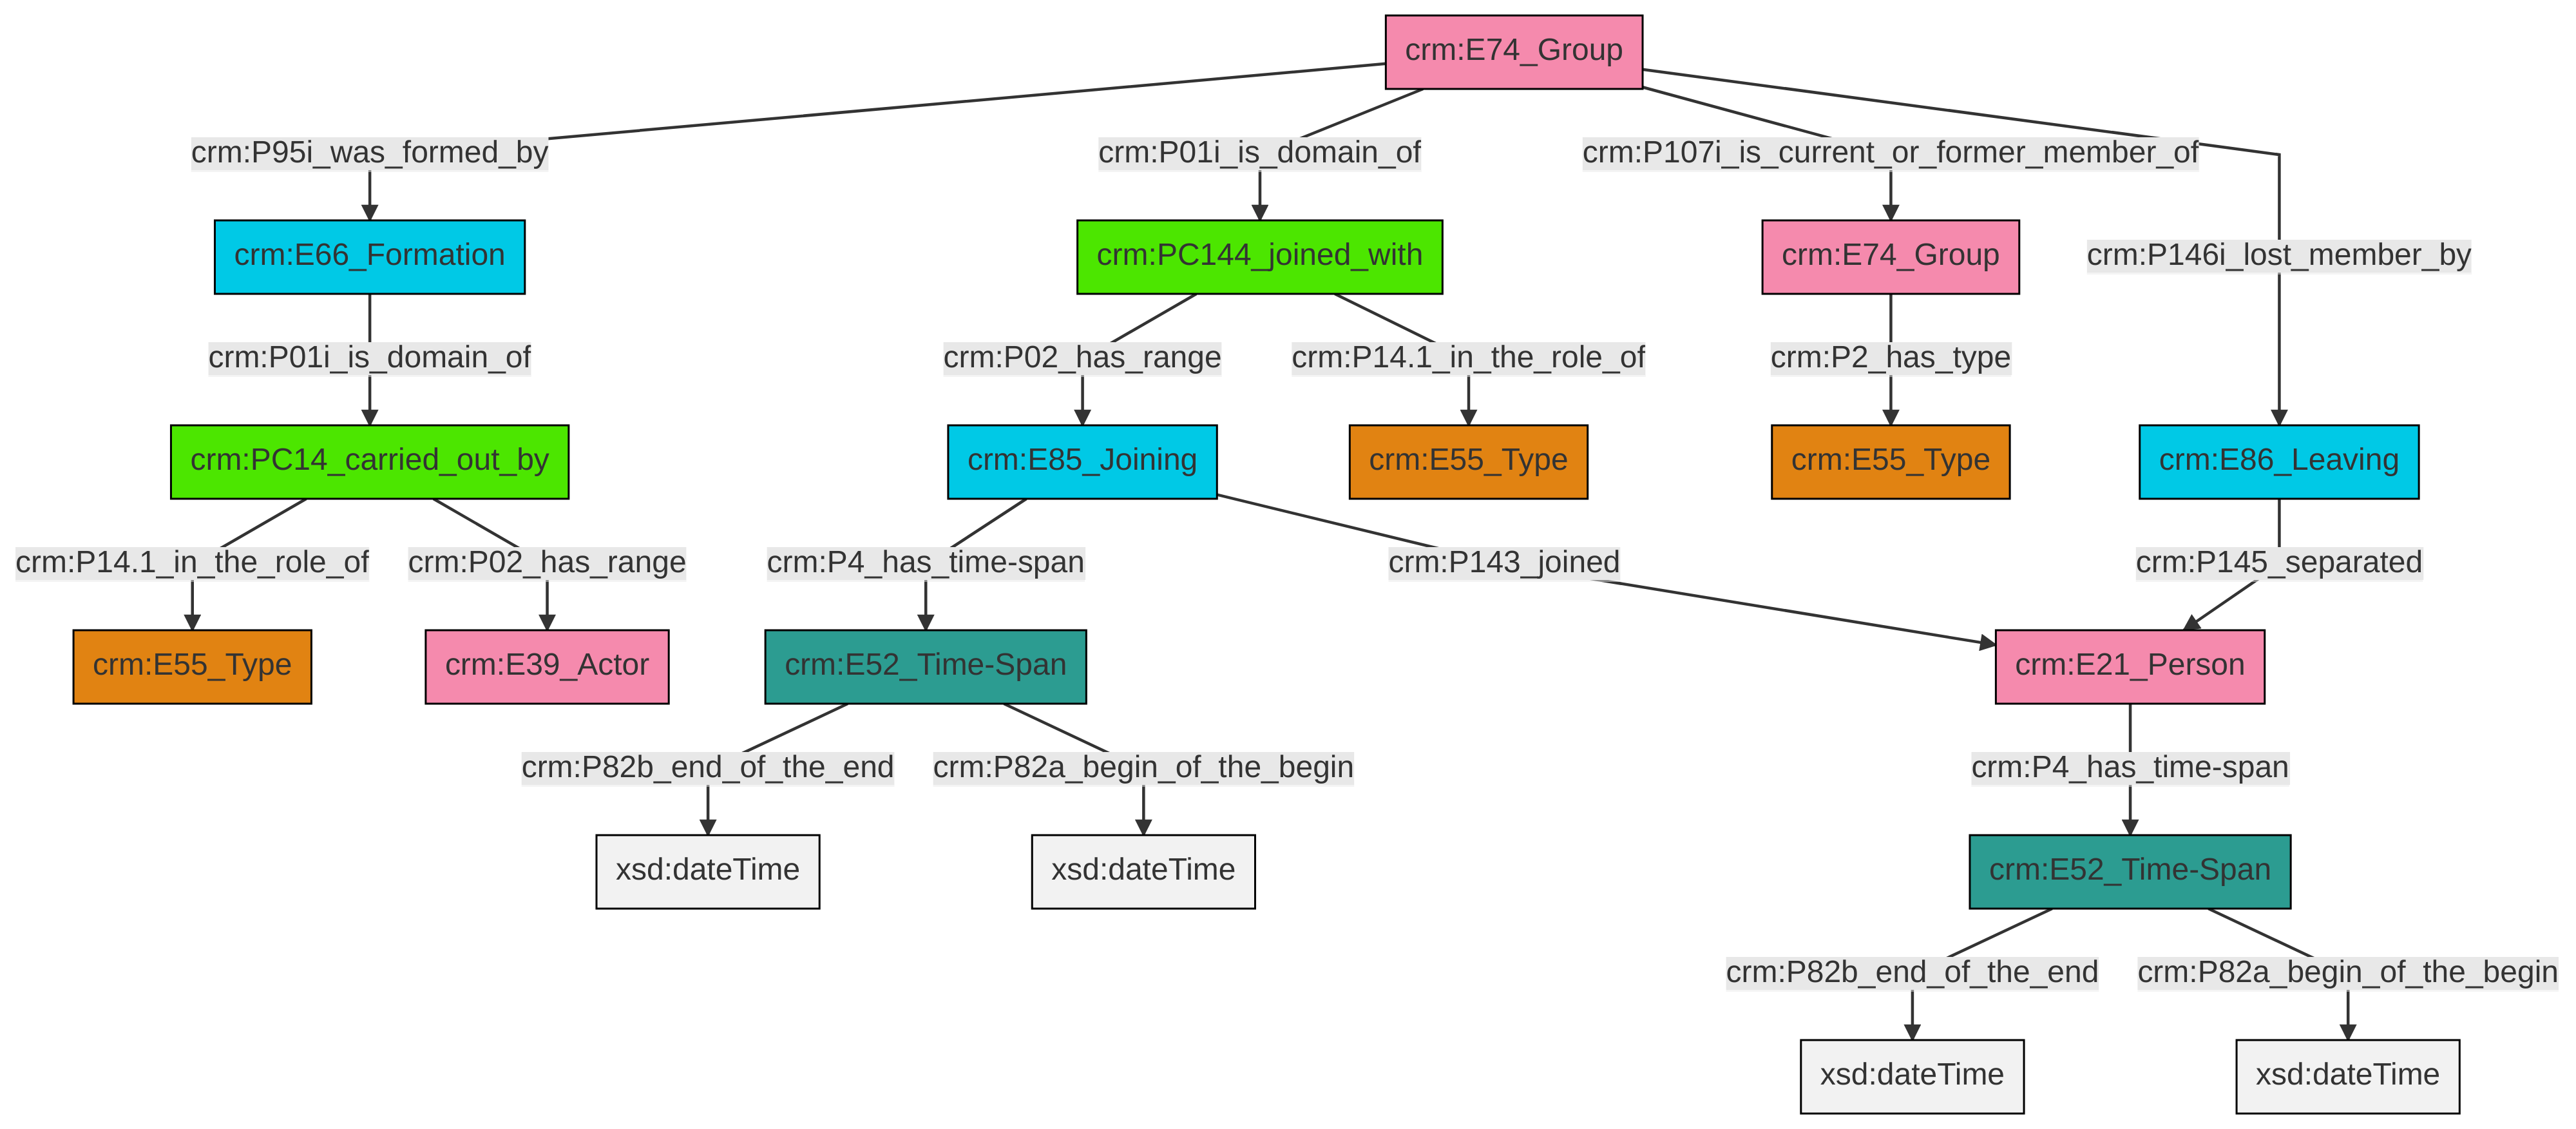 crm:E74_Group
crm:P95i_was_formed_by
crm:P01i_is_domain_of
crm:P107i_is_current_or_former_member_of
crm:E66_Formation
crm:PC144_joined_with
crm:E74_Group
crm:P146i_lost_member_by
crm:P01i_is_domain_of
crm:P02_has_range
crm:P14.1_in_the_role_of
crm:P2_has_type
crm:PC14_carried_out_by
crm:E85_Joining
crm:E55_Type
crm:E55_Type
crm:E86_Leaving
crm:P14.1_in_the_role_of
crm:P02_has_range
crm:P4_has_time-span
crm:P143_joined
crm:P145_separated
crm:E55_Type
crm:E39_Actor
crm:E52_Time-Span
crm:E21_Person
crm:P82b_end_of_the_end
crm:P82a_begin_of_the_begin
crm:P4_has_time-span
xsd:dateTime
xsd:dateTime
crm:E52_Time-Span
crm:P82b_end_of_the_end
crm:P82a_begin_of_the_begin
xsd:dateTime
xsd:dateTime